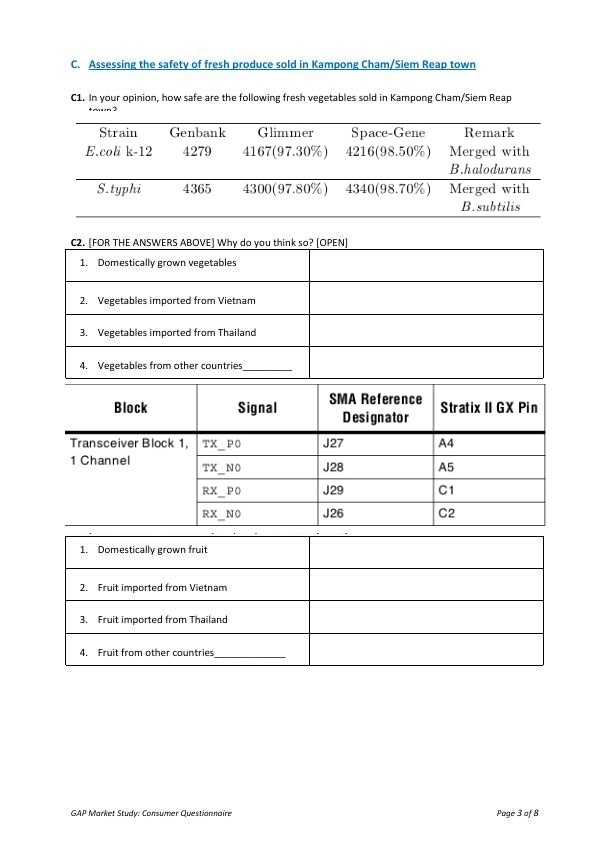 C. Assessing the safety of fresh produce sold in Kampong Cham/Siem Reap town
C1. In your opinion, how safe are the following fresh vegetables sold in Kampong Cham/Siem Reap
town?
Strain Genbank Glimmer Space-Gene Remark
E.coli k-12 4279 4167(97.30%) 4216(98.50%) Merged with
B.halodurans
S.typhi 4365 4300(97.80%) 4340(98.70%) Merged with
B.subtilis
C2. [FOR THE ANSWERS ABOVE] Why do you think so? [OPEN]
1. Domestically grown vegetables
2. Vegetables imported from Vietnam
3. Vegetables imported from Thailand
4. Vegetables from other countries_________
Block Signal SMA Reference Designator Stratix II GX Pin
Transceiver Block 1, TX_P0 J27 A4
1 Channel TX_N0 J28 A5
RX_P0 J29 C1
RX_N0 J26 C2
1. Domestically grown fruit
2. Fruit imported from Vietnam
3. Fruit imported from Thailand
4. Fruit from other countries_____________
GAP Market Study: Consumer Questionnaire Page 3 of 8